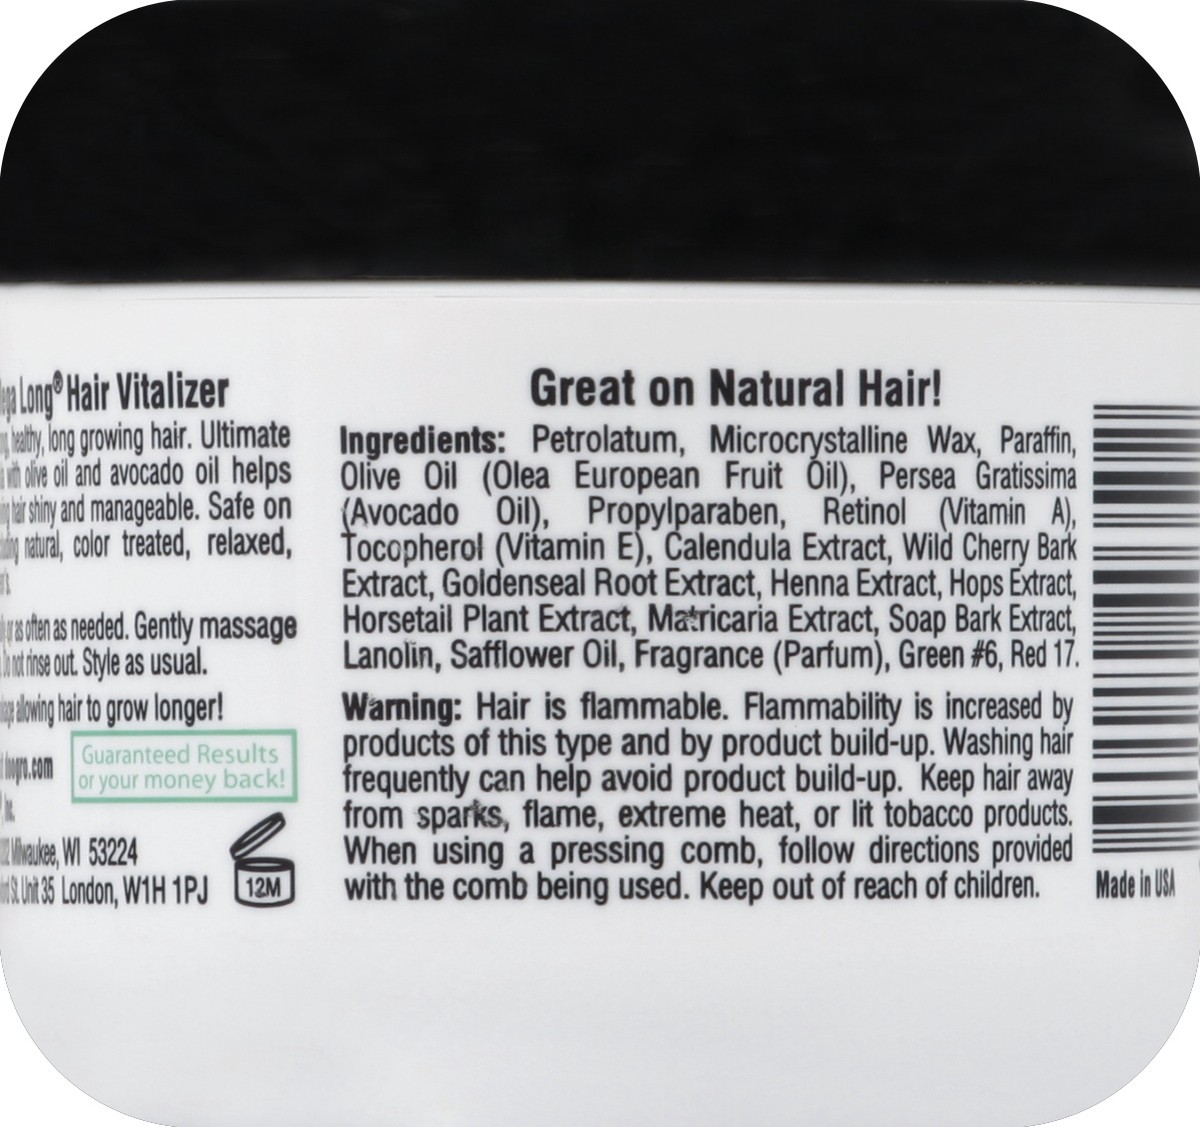 Long® Hair Vitalizer
healthy, long growing hair. Ultimate
with olive oil and avocado oil helps
hair shiny and manageable. Safe on
natural, color treated, relaxed,
or as often as needed. Gently massage
Do not rinse out. Style as usual.
allowing hair to grow longer!
Guaranteed Results
or your money back!
Inc.
Milwaukee, WI 53224
St. Unit 35 London, W1H 1PJ
12M
Great on Natural Hair!
Ingredients: Petrolatum, Microcrystalline Wax, Paraffin,
Olive Oil (Olea European Fruit Oil), Persea Gratissima
(Avocado Oil), Propylparaben, Retinol (Vitamin A),
Tocopherol (Vitamin E), Calendula Extract, Wild Cherry Bark
Extract, Goldenseal Root Extract, Henna Extract, Hops Extract,
Horsetail Plant Extract, Matricaria Extract, Soap Bark Extract,
Lanolin, Safflower Oil, Fragrance (Parfum), Green #6, Red 17.
Warning: Hair is flammable. Flammability is increased by
products of this type and by product build-up. Washing hair
frequently can help avoid product build-up. Keep hair away
from sparks, flame, extreme heat, or lit tobacco products.
When using a pressing comb, follow directions provided
with the comb being used. Keep out of reach of children.
Made in USA